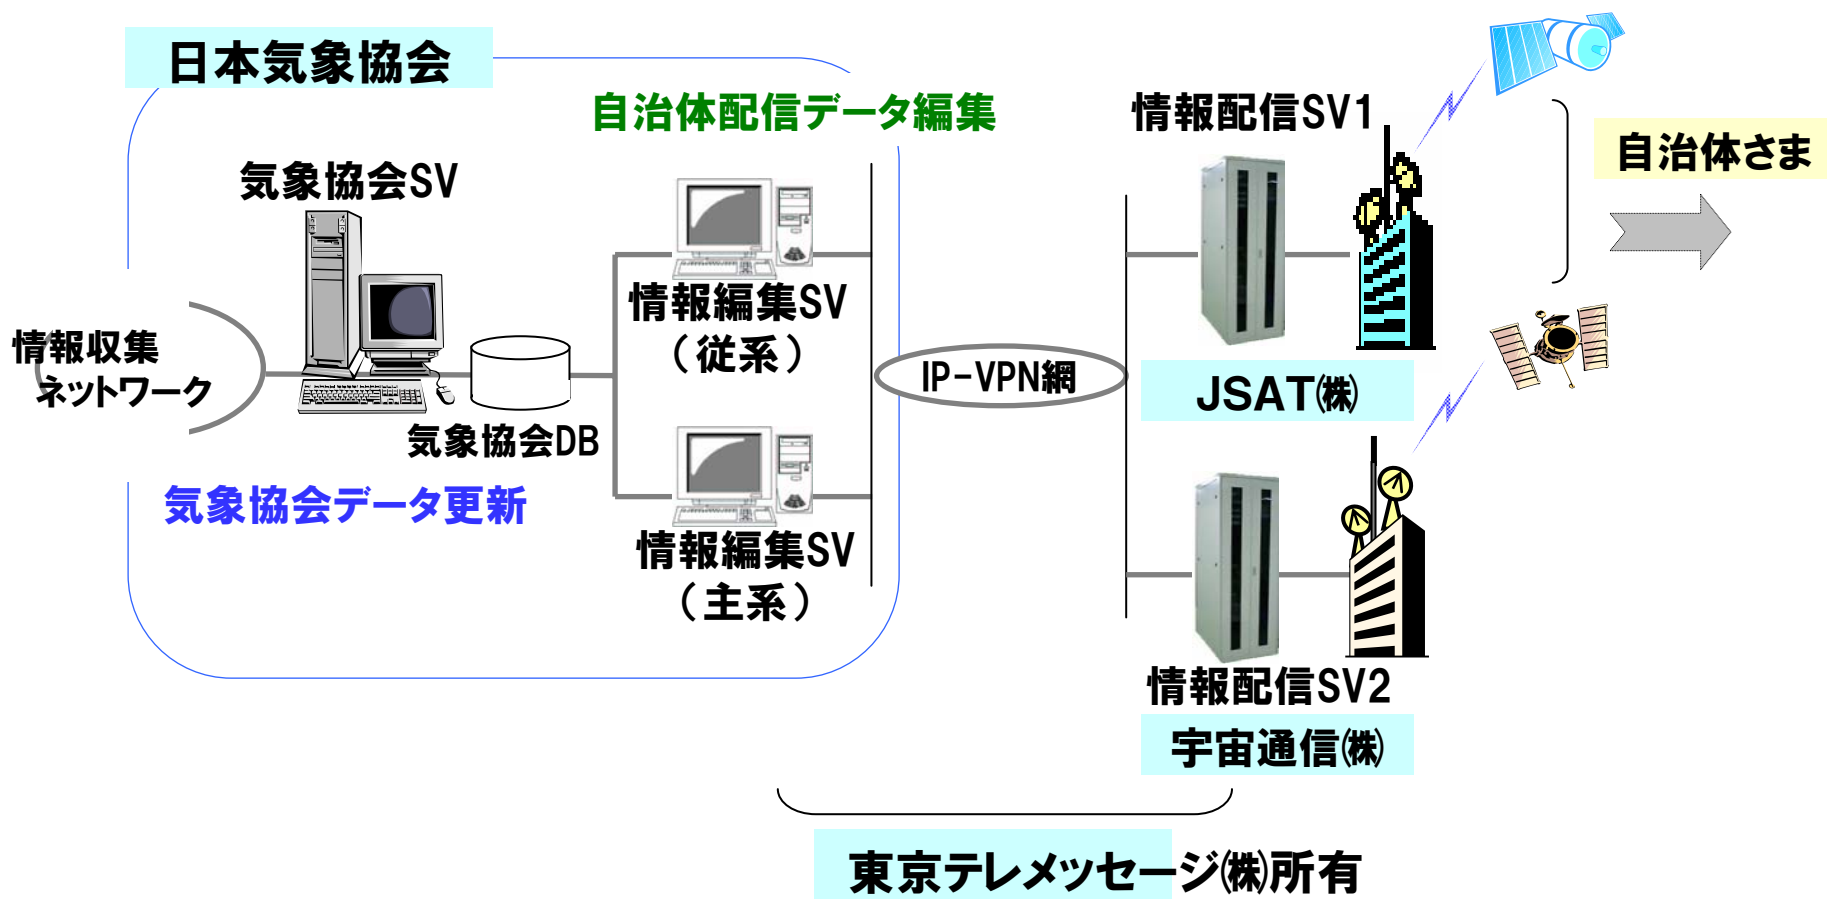 日本気象協会
自治体配信データ編集
情報配信SV1
自治体さま
気象協会SV
情報編集SV
（従系）
情報収集
ネットワーク
IP-VPN網
JSAT㈱
気象協会DB
気象協会データ更新
情報編集SV
（主系）
情報配信SV2
宇宙通信㈱
東京テレメッセージ㈱所有